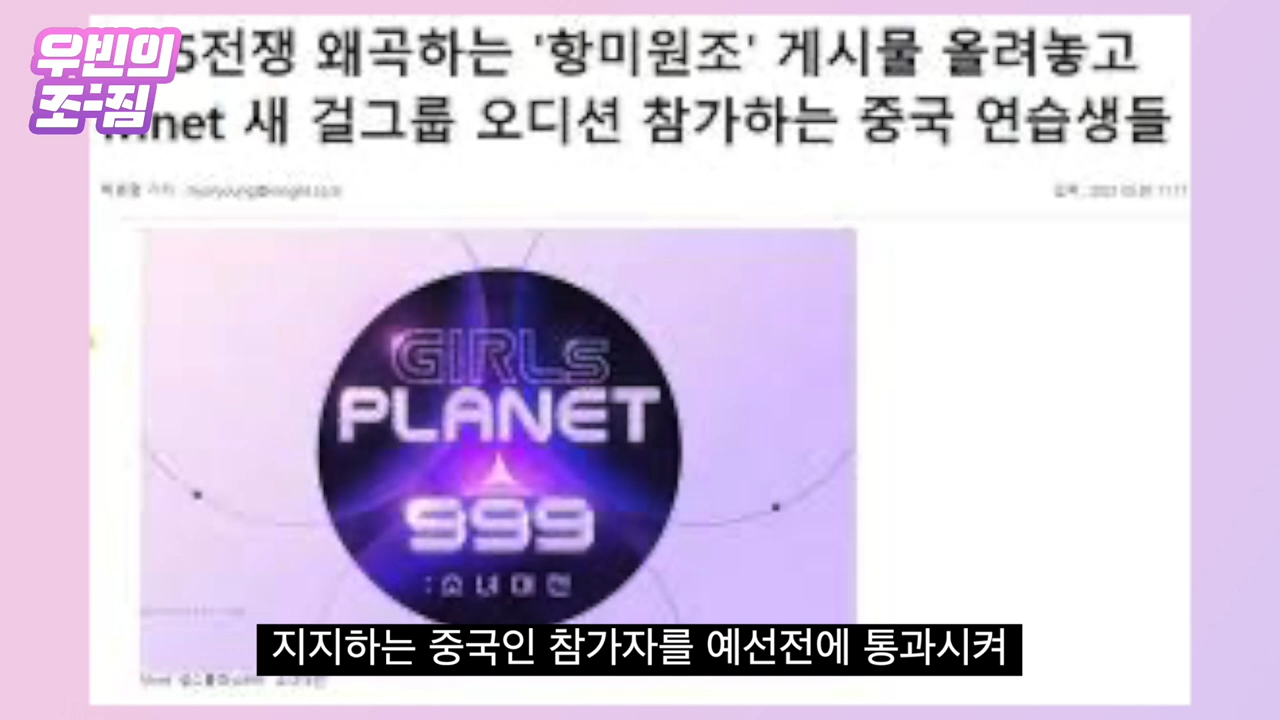 우빈의
조-짐
5전쟁 왜곡하는 '항미원조' 게시물 올려놓고
net 새 걸그룹 오디션 참가하는 중국 연습생들
GIRLS
PLANET
999
:소녀대전
지지하는 중국인 참가자를 예선전에 통과시켜